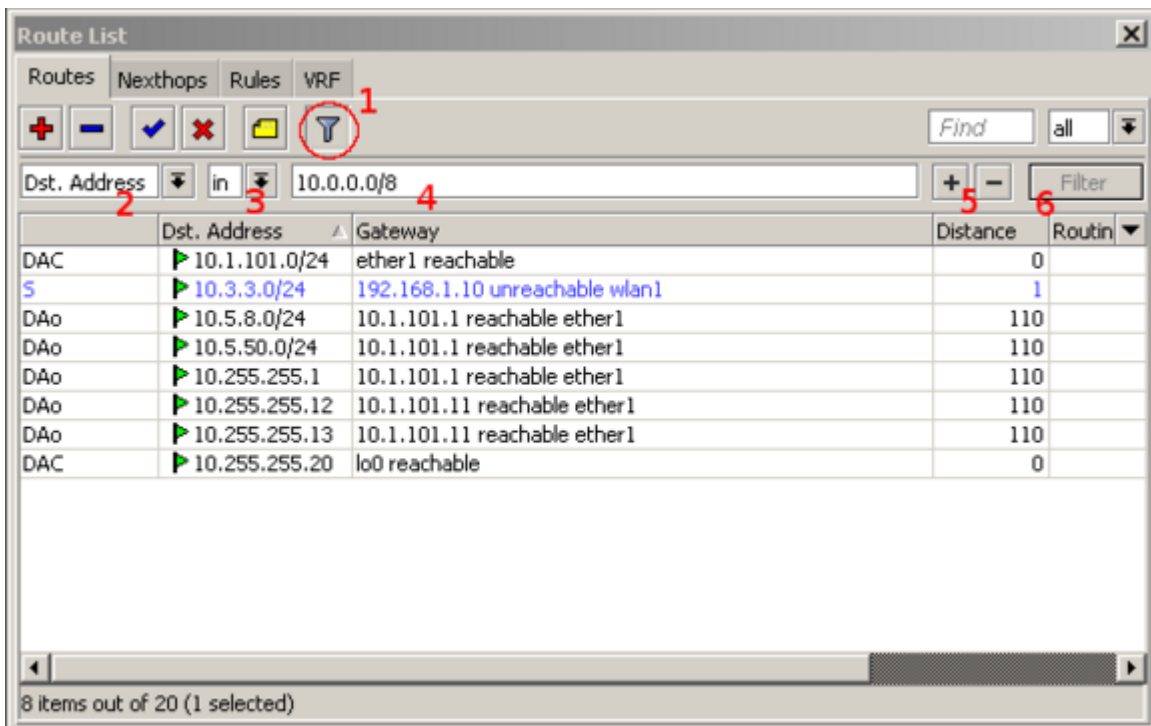 Route List
Routes Nexthops Rules VRF
1
Find all
Dst. Address in 10.0.0.0/8 Filter
2 3 4 5 6
Dst. Address Gateway Distance Routin
DAC 10.1.101.0/24 ether1 reachable 0
S 10.3.3.0/24 192.168.1.10 unreachable wlan1 1
DAo 10.5.8.0/24 10.1.101.1 reachable ether1 110
DAo 10.5.50.0/24 10.1.101.1 reachable ether1 110
DAo 10.255.255.1 10.1.101.1 reachable ether1 110
DAo 10.255.255.12 10.1.101.11 reachable ether1 110
DAo 10.255.255.13 10.1.101.11 reachable ether1 110
DAC 10.255.255.20 lo0 reachable 0
8 items out of 20 (1 selected)